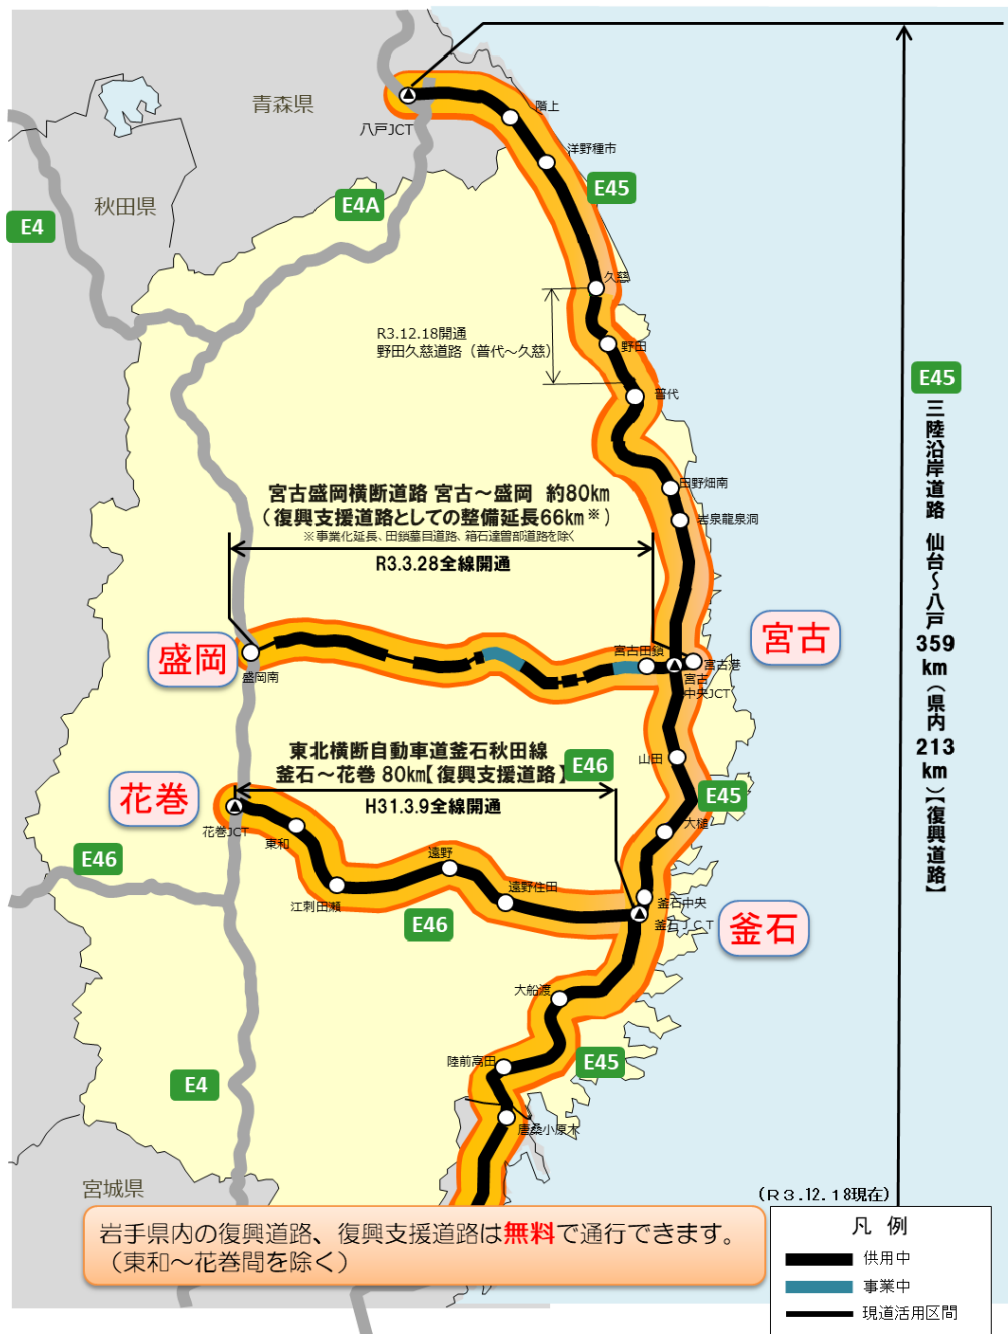 青森県
八戸JCT
階上
洋野種市
E45
秋田県
E4A
E4
久慈
R3.12.18開通
野田久慈道路（普代～久慈）
野田
普代
E45
三陸沿岸道路 仙台～八戸 359km（県内213km）【復興道路】
田野畑南
岩泉龍泉洞
宮古盛岡横断道路 宮古～盛岡 約80km
（復興支援道路としての整備延長66km※）
※事業化延長、田鎖蟇目道路、箱石達曽部道路を除く
R3.3.28全線開通
盛岡
盛岡南
宮古
宮古田鎖
宮古港
宮古
中央JCT
山田
東北横断自動車道釜石秋田線
釜石～花巻 80km【復興支援道路】
E46
H31.3.9全線開通
E45
花巻
花巻JCT
東和
大槌
E46
遠野
江刺田瀬
遠野住田
釜石中央
釜石JCT
E46
釜石
大船渡
陸前高田
E45
E4
唐桑小原木
宮城県
（R3.12.18現在）
岩手県内の復興道路、復興支援道路は無料で通行できます。
（東和～花巻間を除く）
凡 例
供用中
事業中
現道活用区間